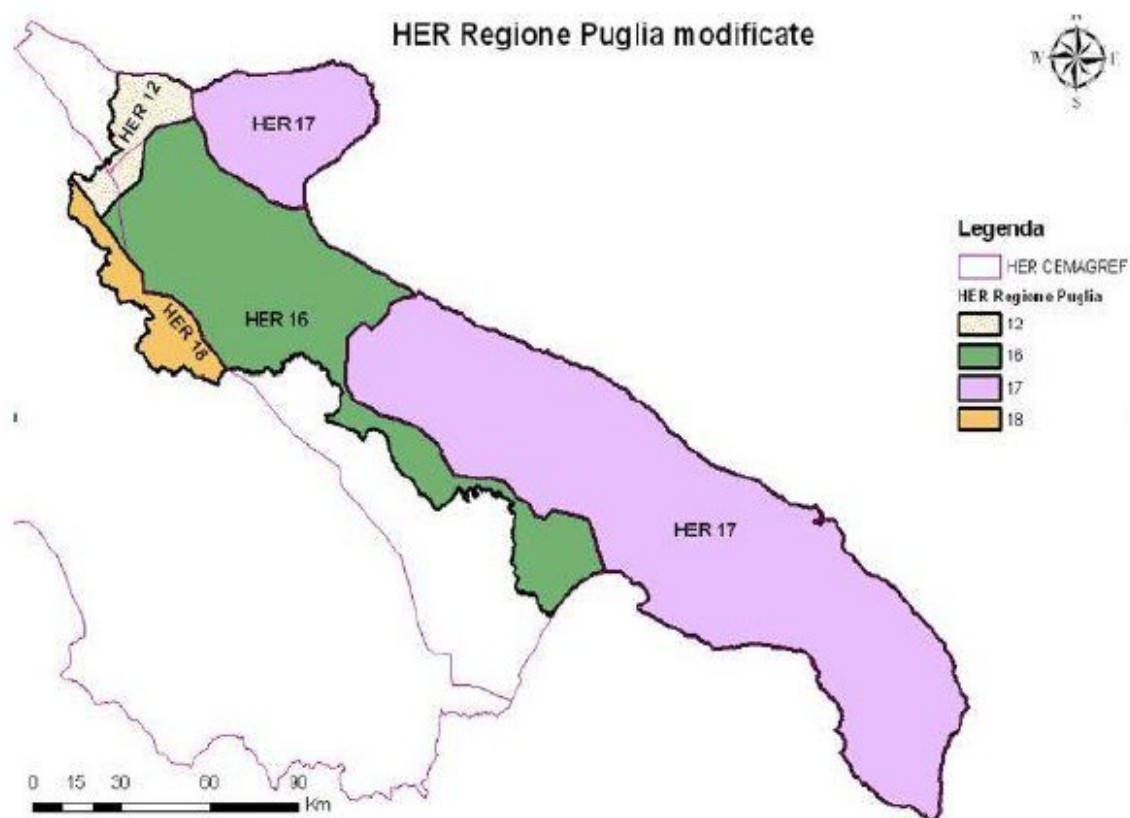 HER Regione Puglia modificate
N
W E
S
HER 12
HER 17
HER 16
HER 18
HER 17
Legenda
HER CEMAGREF
HER Regione Puglia
12
16
17
18
0 15 30 60 90
Km